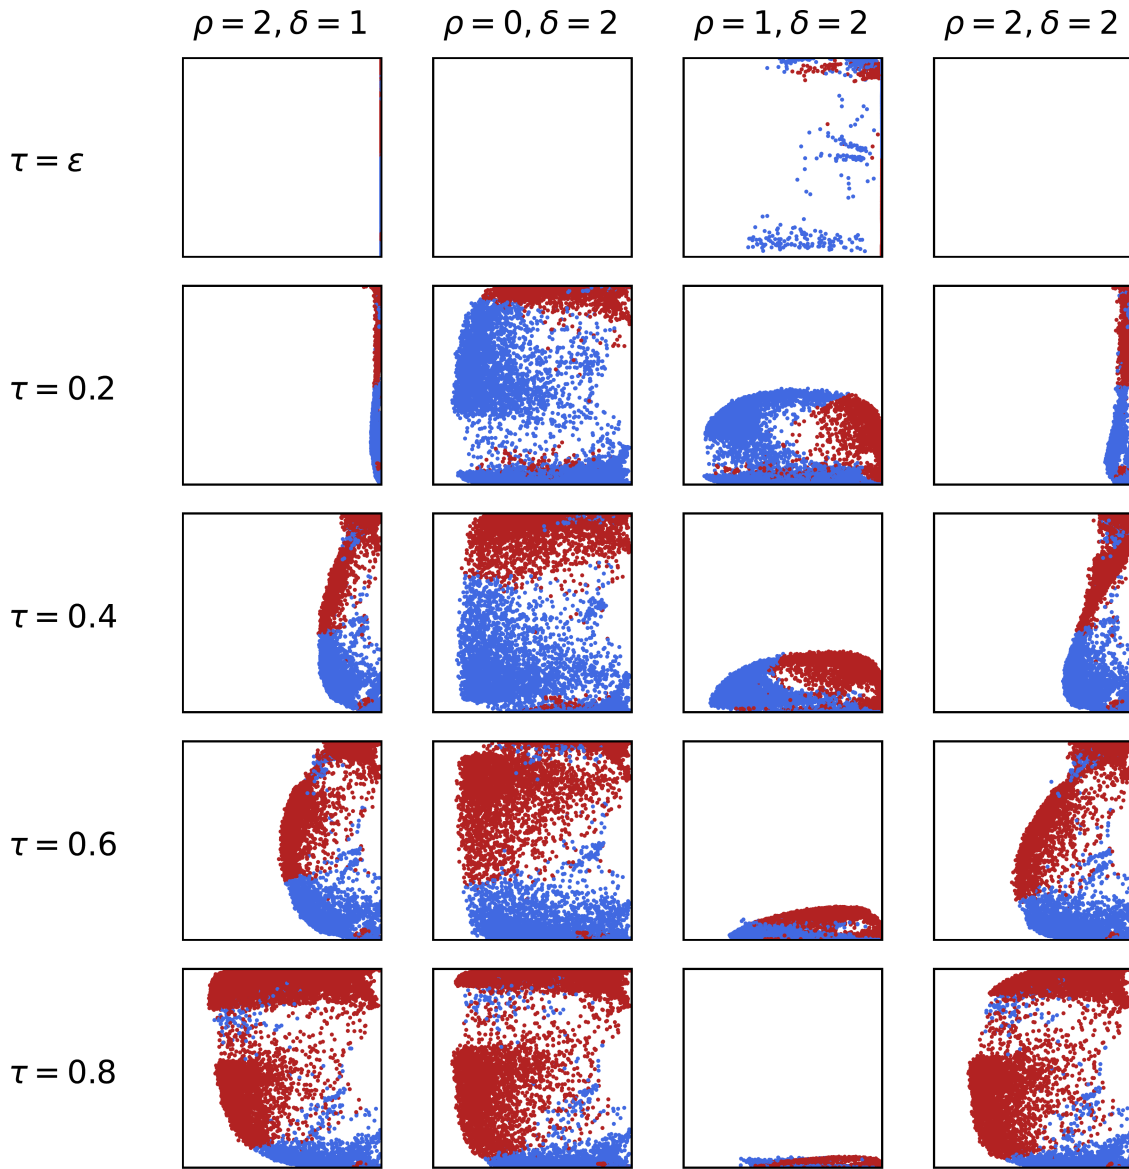 ρ = 2, δ = 1
ρ = 0, δ = 2
ρ = 1, δ = 2
ρ = 2, δ = 2
τ = ε
τ = 0.2
τ = 0.4
τ = 0.6
τ = 0.8